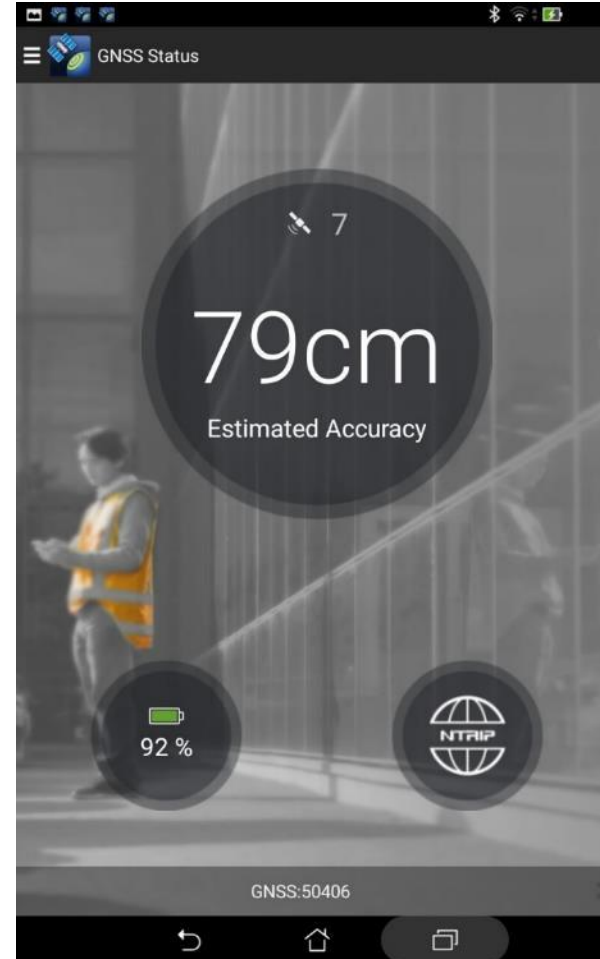 GNSS Status
7
79cm
Estimated Accuracy
92 %
NTRIP
GNSS:50406